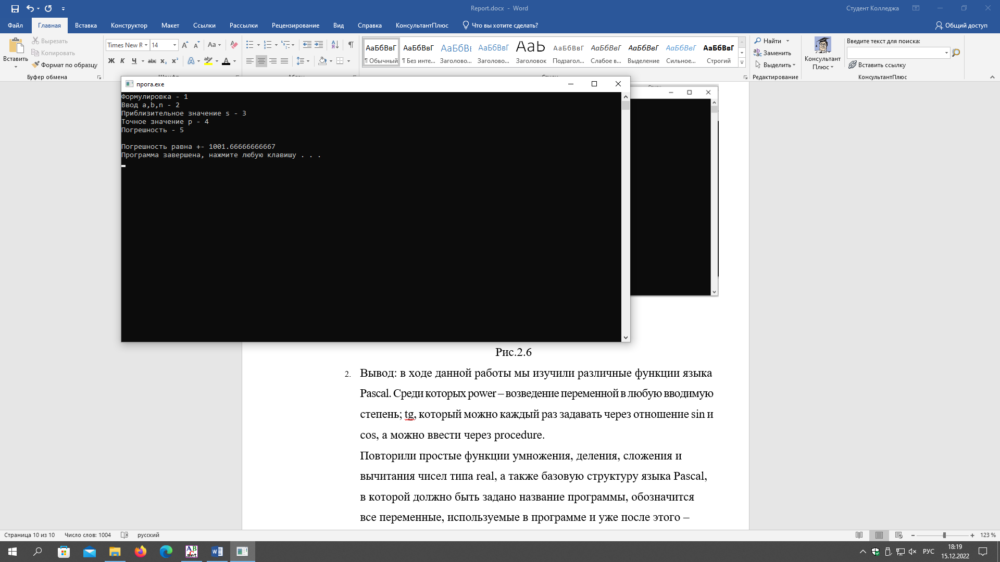 Report.docx - Word
Студент Колледжа
Файл Главная Вставка Конструктор Макет Ссылки Рассылки Рецензирование Вид Справка КонсультантПлюс Что вы хотите сделать? Общий доступ
Вставить
Вырезать
Копировать
Формат по образцу
Буфер обмена
Times New R 14
Аа
Ж К Ч abc x₂ x²
АаБбВвГ АаБбВвГ АаБбВв АаБбВвГ АаЬ АаБбВвГ АаБбВвГ АаБбВвГ АаБбВвГ АаБбВвГ
¶ Обычный ¶ Без инте... Заголово... Заголово... Заголовок Подзагол... Слабое в... Выделение Сильное... Строгий
Найти
Заменить
Выделить
Редактирование
Консультант
Плюс
Введите текст для поиска:
Вставить ссылку
КонсультантПлюс
прога.exe
Формулировка - 1
Ввод a,b,n - 2
Приблизительное значение s - 3
Точное значение p - 4
Погрешность - 5
Погрешность равна +- 1001.66666666667
Программа завершена, нажмите любую клавишу . . .
Рис.2.6
2. Вывод: в ходе данной работы мы изучили различные функции языка
Pascal. Среди которых power – возведение переменной в любую вводимую
степень; tg, который можно каждый раз задавать через отношение sin и
cos, а можно ввести через procedure.
Повторили простые функции умножения, деления, сложения и
вычитания чисел типа real, а также базовую структуру языка Pascal,
в которой должно быть задано название программы, обозначится
все переменные, используемые в программе и уже после этого –
Страница 10 из 10 Число слов: 1004 русский 123 %
РУС
18:19
15.12.2022